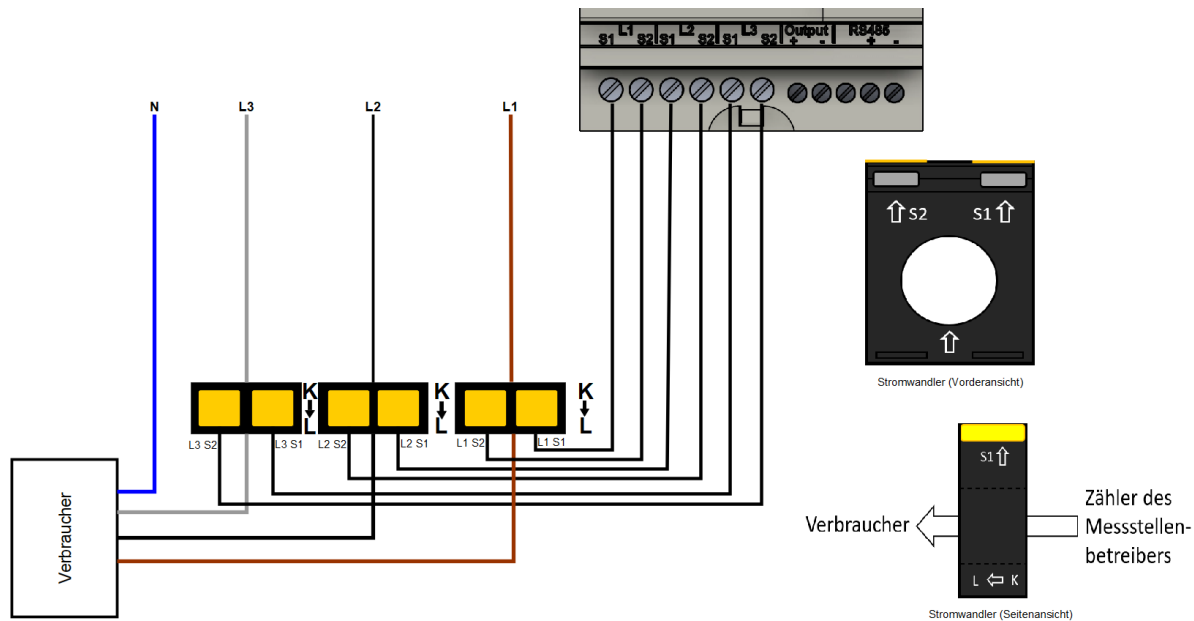 L1 L2 L3 Output RS485
S1 S2 S1 S2 S1 S2 + - + -
N L3 L2 L1
S2 S1
Stromwandler (Vorderansicht)
K K K
L L L
L3 S2 L3 S1 L2 S2 L2 S1 L1 S2 L1 S1
Verbraucher
S1
Verbraucher
Zähler des
Messstellen-
betreibers
L K
Stromwandler (Seitenansicht)